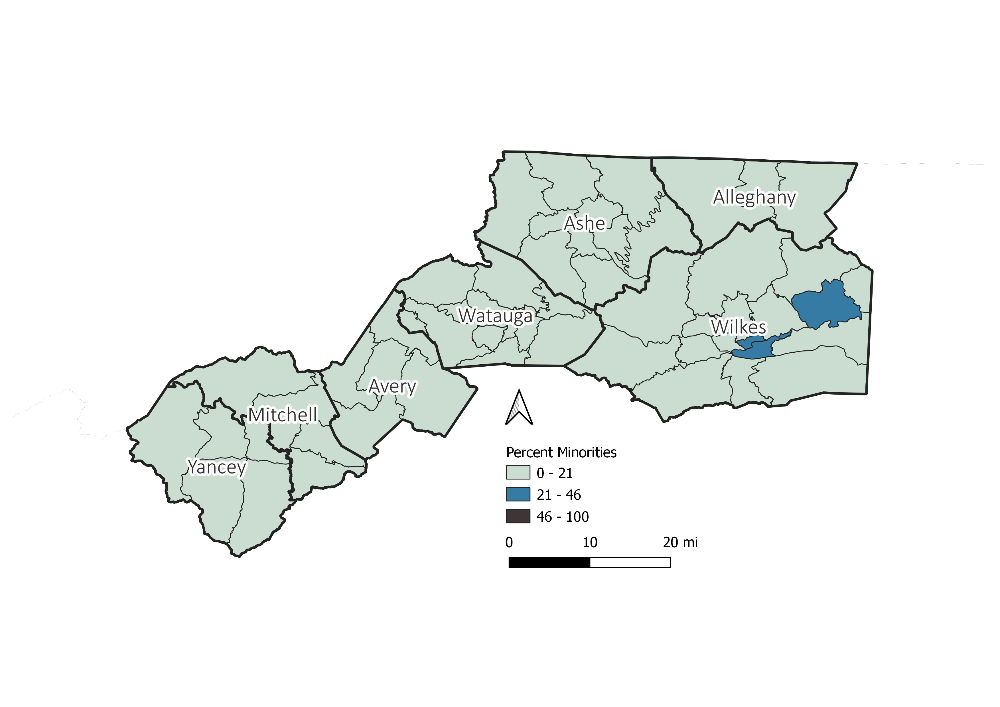 Alleghany
Ashe
Watauga
Wilkes
Avery
Mitchell
Yancey
Percent Minorities
0 - 21
21 - 46
46 - 100
0 10 20 mi